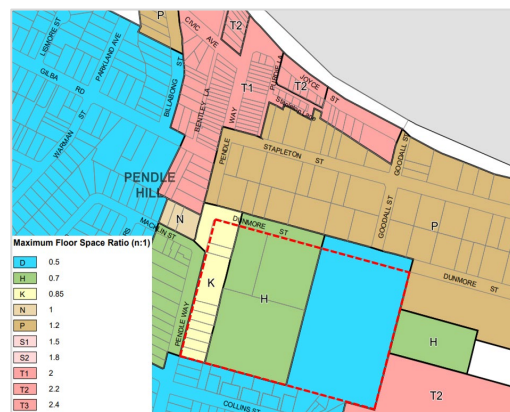 P
T2
CIVIC
AVE
LISMORE ST
PARKLAND AVE
GILBA
RD
BILLABONG
ST
WARMAN ST
BENTLEY LA
T1
WAY
PURDIE LA
JOYCE
ST
T2
Stapleton Lane
PENDLE
STAPLETON
ST
GOODALL ST
PENDLE
HILL
N
MACKLIN ST
DUNMORE
ST
GOODALL ST
P
DUNMORE
ST
K
H
PENDLE WAY
H
T2
COLLINS ST
Maximum Floor Space Ratio (n:1)
D 0.5
H 0.7
K 0.85
N 1
P 1.2
S1 1.5
S2 1.8
T1 2
T2 2.2
T3 2.4